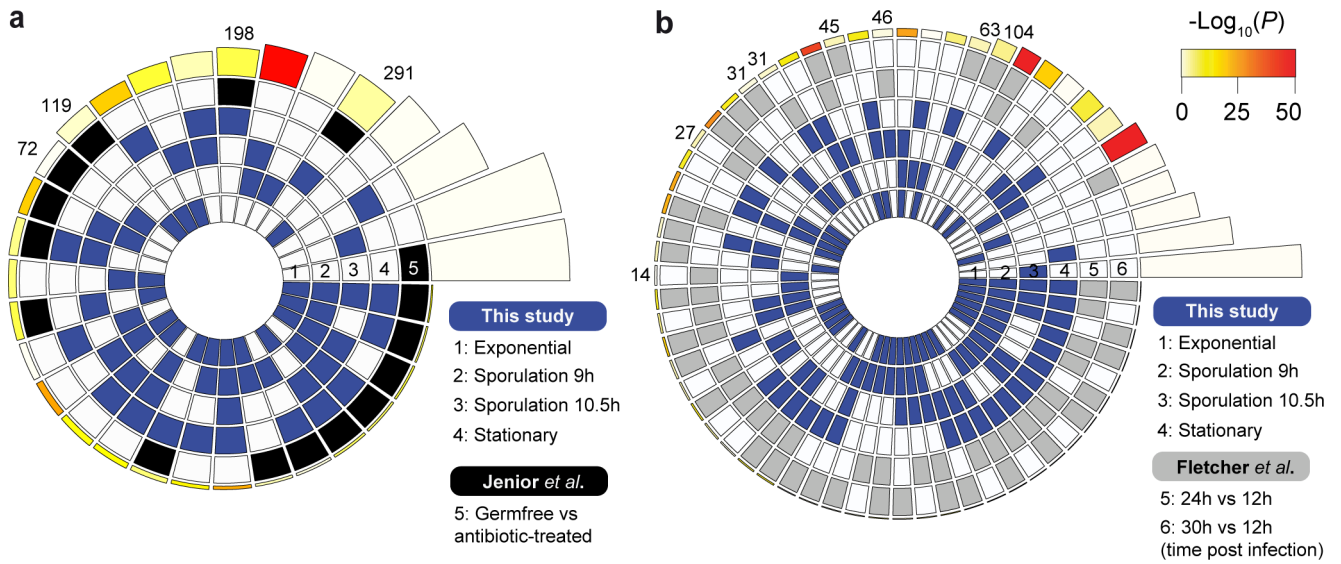 a
198
291
119
72
1 2 3 4 5
This study
1: Exponential
2: Sporulation 9h
3: Sporulation 10.5h
4: Stationary
Jenior et al.
5: Germfree vs
antibiotic-treated
b
45
46
63
104
31
31
27
14
1 2 3 4 5 6
-Log10(P)
0 25 50
This study
1: Exponential
2: Sporulation 9h
3: Sporulation 10.5h
4: Stationary
Fletcher et al.
5: 24h vs 12h
6: 30h vs 12h
(time post infection)